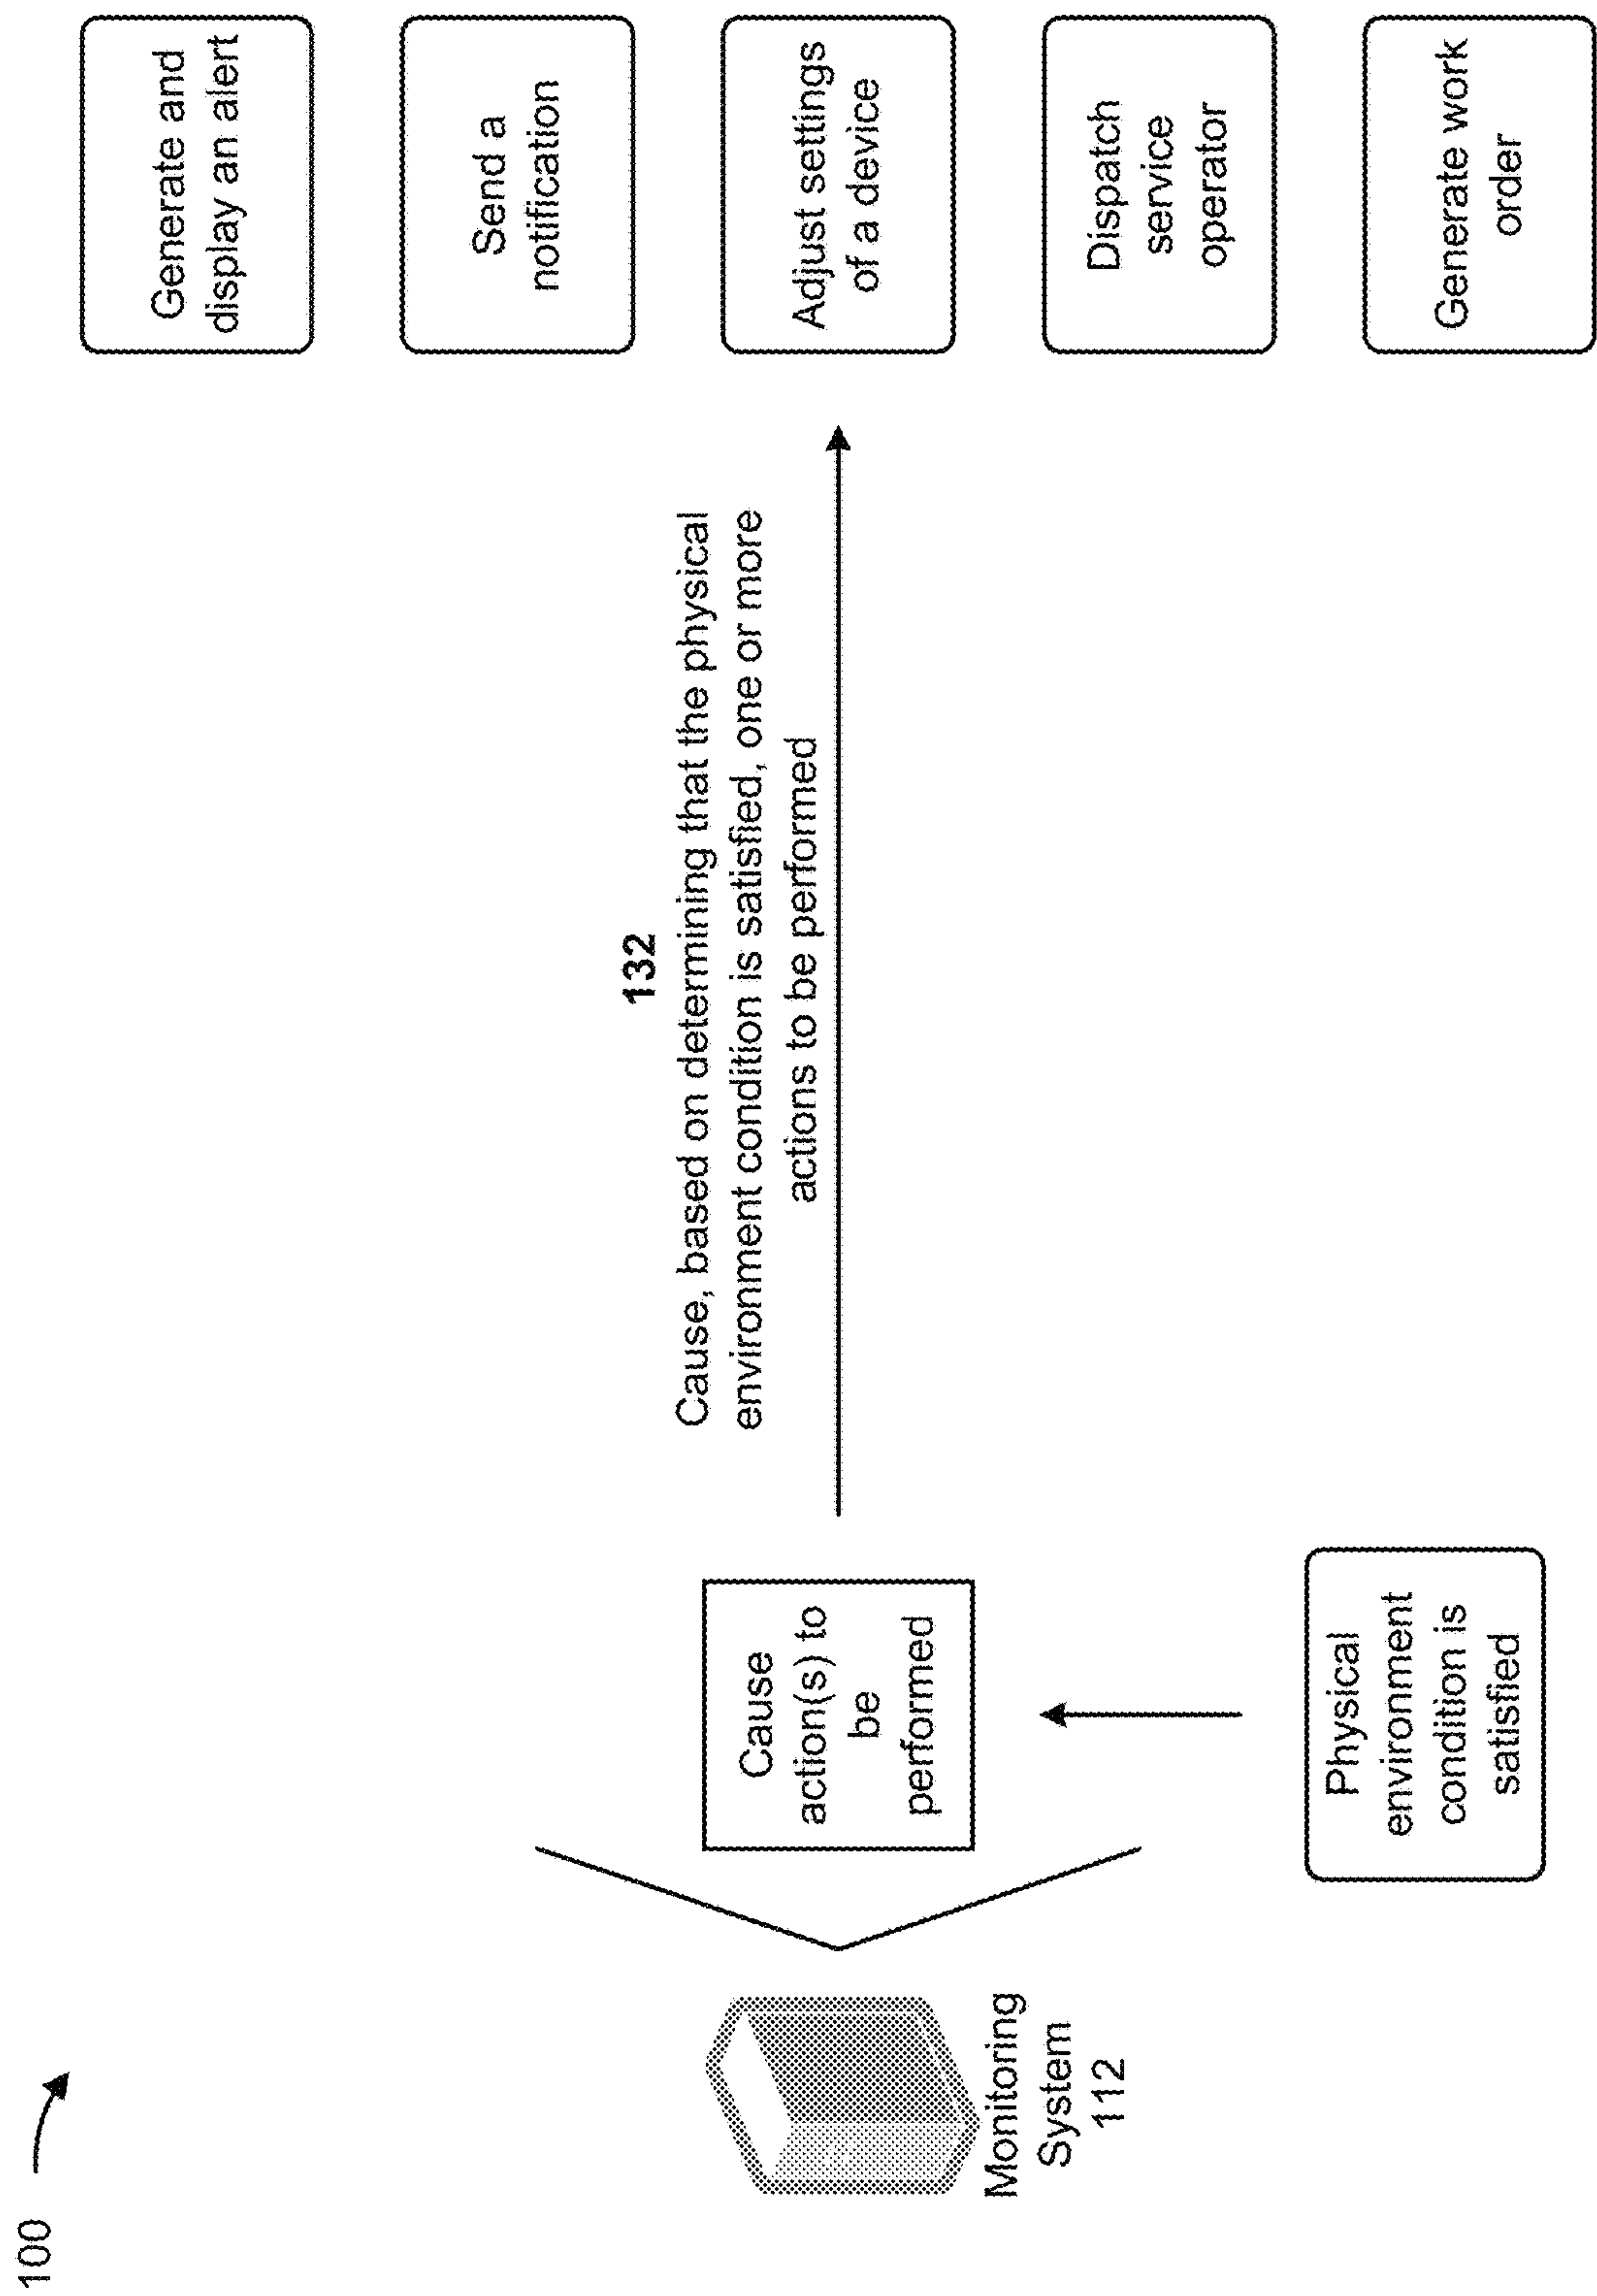 100
Monitoring
System
112
Cause
action(s) to
be
performed
Physical
environment
condition is
satisfied
132
Cause, based on determining that the physical
environment condition is satisfied, one or more
actions to be performed
Generate and
display an alert
Send a
notification
Adjust settings
of a device
Dispatch
service
operator
Generate work
order